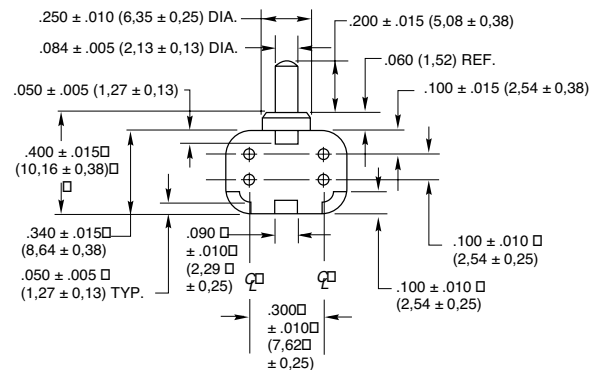 .250 ± .010 (6,35 ± 0,25) DIA.
.200 ± .015 (5,08 ± 0,38)
.084 ± .005 (2,13 ± 0,13) DIA.
.060 (1,52) REF.
.050 ± .005 (1,27 ± 0,13)
.100 ± .015 (2,54 ± 0,38)
.400 ± .015□
(10,16 ± 0,38)□
□
.340 ± .015□
(8,64 ± 0,38)
.090 □
± .010□
(2,29 □
± 0,25)
.100 ± .010 □
(2,54 ± 0,25)
.050 ± .005 □
(1,27 ± 0,13) TYP.
℄□
℄□
.100 ± .010 □
(2,54 ± 0,25)
.300□
± .010□
(7,62□
± 0,25)